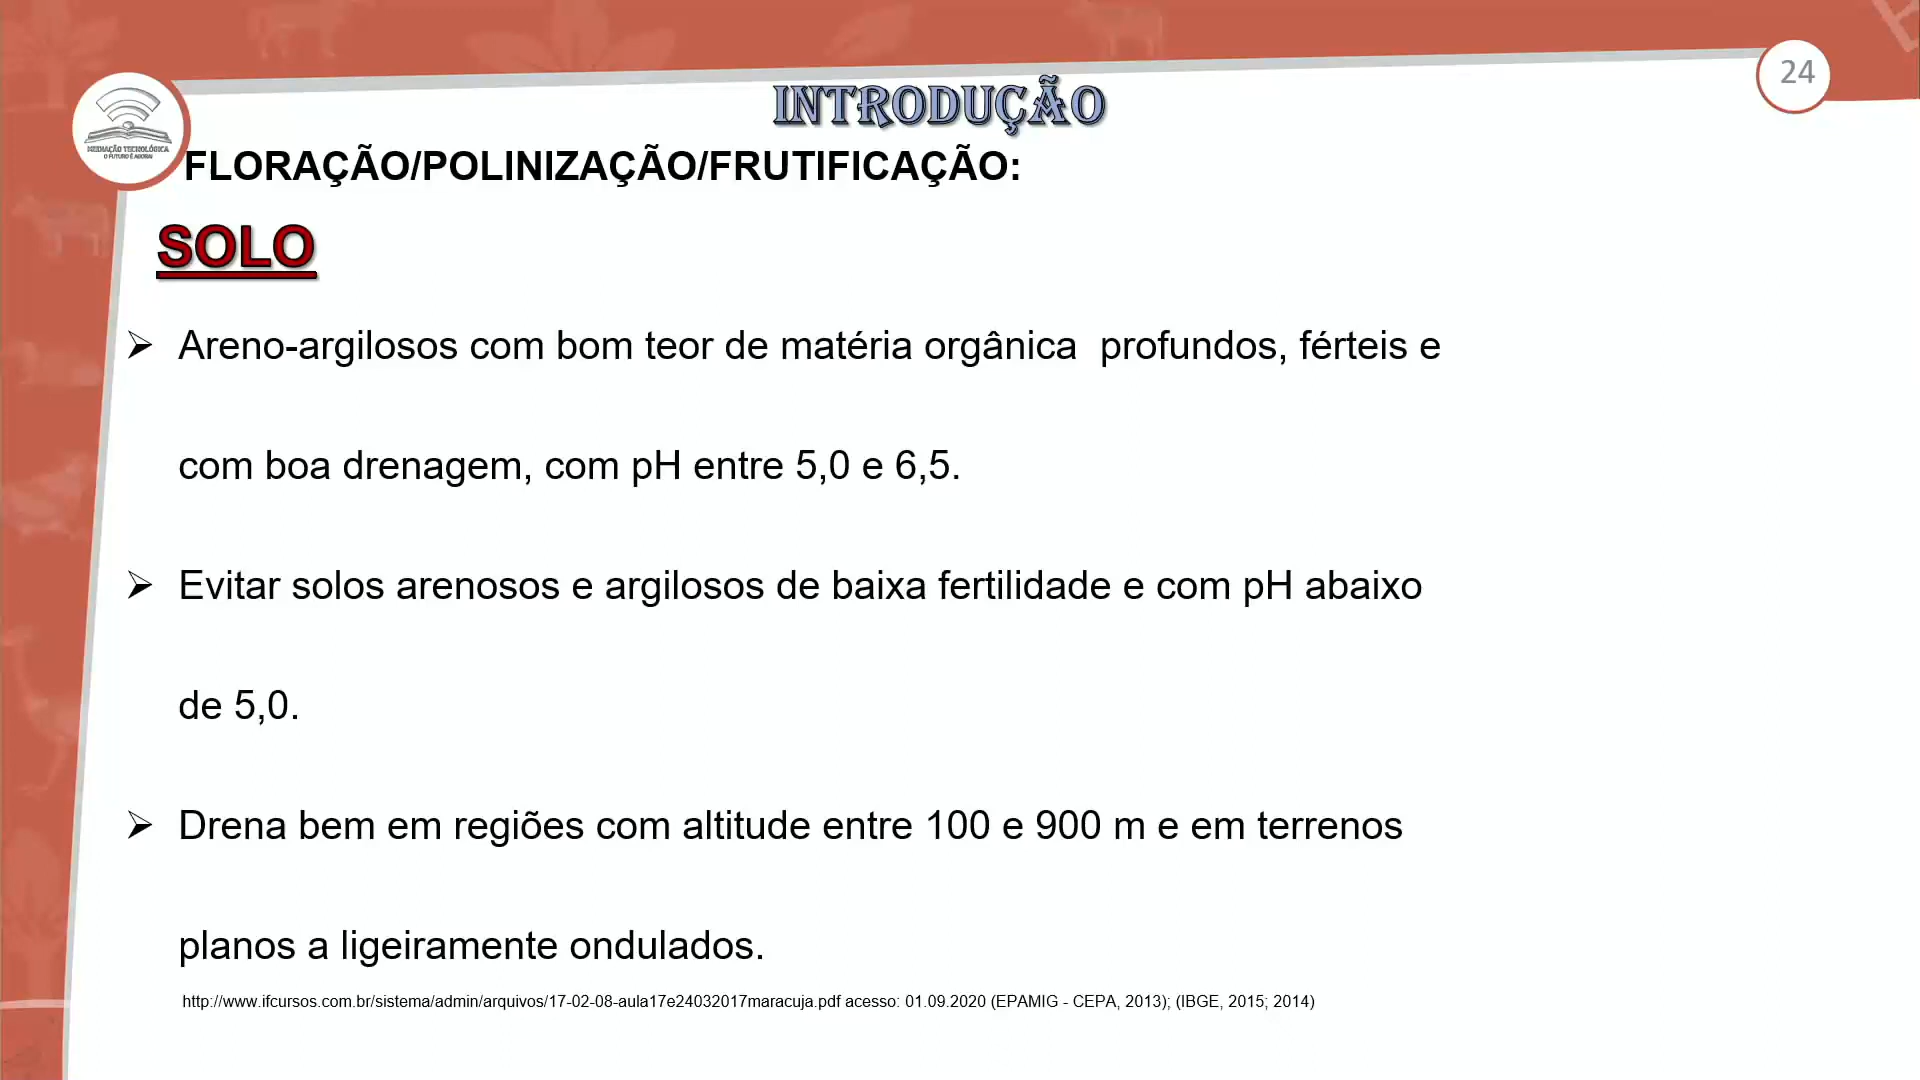 24
INTRODUÇÃO
MEDIAÇÃO TECNOLÓGICA
O FUTURO É AGORA!
FLORAÇÃO/POLINIZAÇÃO/FRUTIFICAÇÃO:
SOLO
➢ Areno-argilosos com bom teor de matéria orgânica  profundos, férteis e
com boa drenagem, com pH entre 5,0 e 6,5.
➢ Evitar solos arenosos e argilosos de baixa fertilidade e com pH abaixo
de 5,0.
➢ Drena bem em regiões com altitude entre 100 e 900 m e em terrenos
planos a ligeiramente ondulados.
http://www.ifcursos.com.br/sistema/admin/arquivos/17-02-08-aula17e24032017maracuja.pdf acesso: 01.09.2020 (EPAMIG - CEPA, 2013); (IBGE, 2015; 2014)